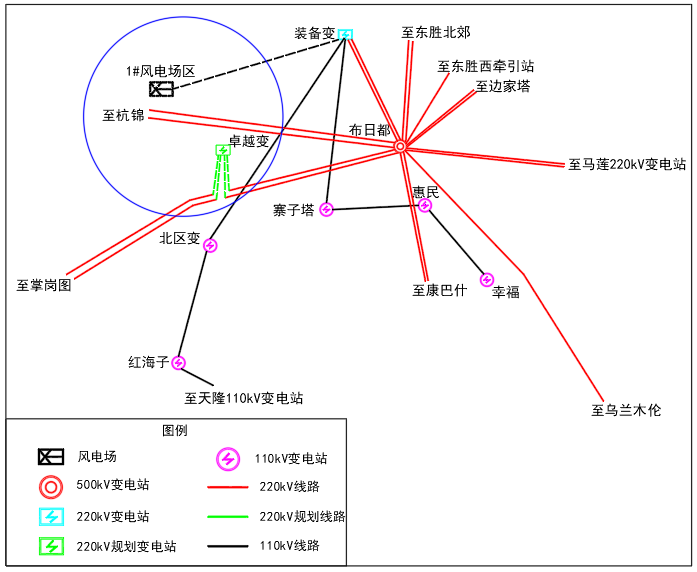 装备变
至东胜北郊
至东胜西牵引站
1#风电场区
至边家塔
至杭锦
布日都
卓越变
至马莲220kV变电站
惠民
寨子塔
北区变
至掌岗图
至康巴什
幸福
红海子
至天隆110kV变电站
至乌兰木伦
图例
风电场
110kV变电站
500kV变电站
220kV线路
220kV变电站
220kV规划线路
220kV规划变电站
110kV线路